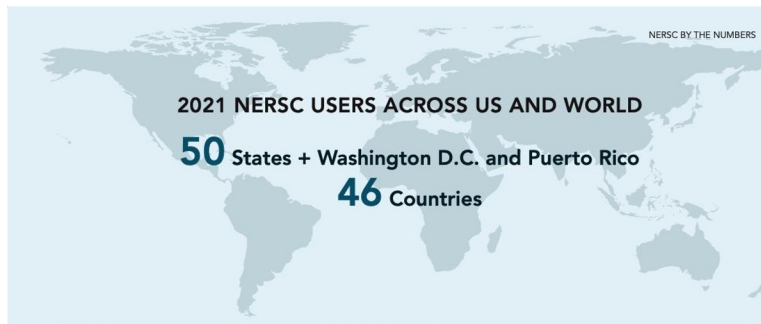 NERSC BY THE NUMBERS
2021 NERSC USERS ACROSS US AND WORLD
50 States + Washington D.C. and Puerto Rico
46 Countries